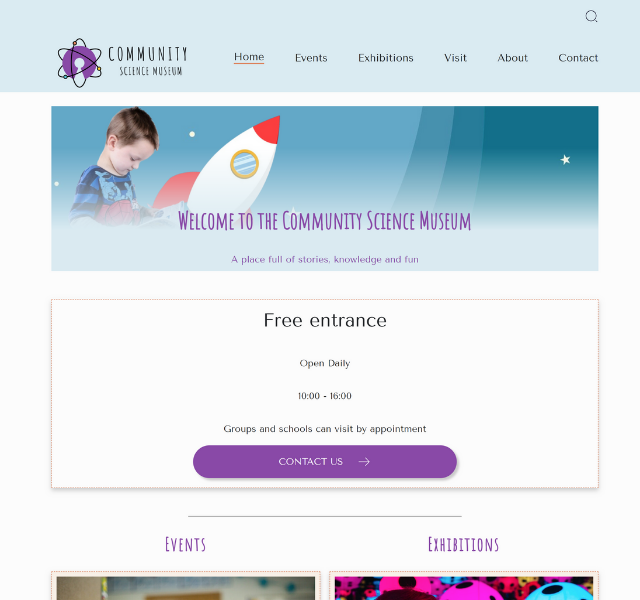 COMMUNITY
SCIENCE MUSEUM
Home Events Exhibitions Visit About Contact
Welcome to the Community Science Museum
A place full of stories, knowledge and fun
Free entrance
Open Daily
10:00 - 16:00
Groups and schools can visit by appointment
CONTACT US
Events
Exhibitions